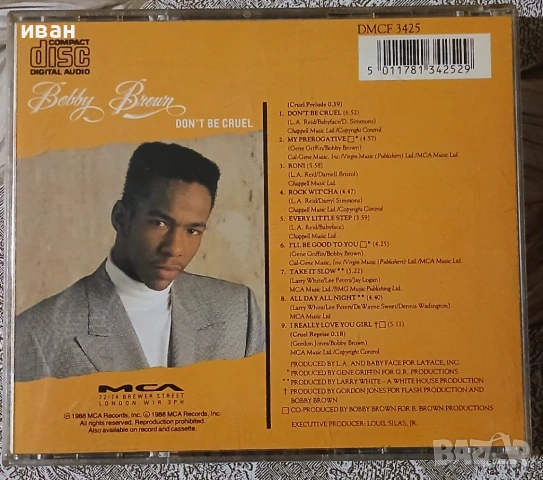 иван
COMPACT
disc
DIGITAL AUDIO
Bobby Brown
DON'T BE CRUEL
DMCF 3425
5 011781 342529
(Cruel Prelude 0.39)
1. DON'T BE CRUEL (6:52)
(L.A. Reid/Babyface/D. Simmons)
Chappell Music Ltd./Copyright Control
2. MY PREROGATIVE □* (4:57)
(Gene Griffin/Bobby Brown)
Cal-Gene Music, Inc./Virgin Music (Publishers) Ltd./MCA Music Ltd
3. RONI (5.58)
(L.A. Reid/Darnell Bristol)
Chappell Music Ltd.
4. ROCK WIT'CHA (4.47)
(L.A. Reid/Darryl Simmons)
Chappell Music Ltd./Copyright Control
5. EVERY LITTLE STEP (3.59)
(L.A. Reid/Babyface)
Chappell Music Ltd.
6. I'LL BE GOOD TO YOU □* (4.25)
(Gene Griffin/Bobby Brown)
Cal-Gene Music, Inc./Virgin Music (Publishers) Ltd./MCA Music Ltd.
7. TAKE IT SLOW** (5.22)
(Larry White/Lee Peters/Jay Logan)
MCA Music Ltd./BMG Music Publishing Ltd.
8. ALL DAY ALL NIGHT** (4.40)
(Larry White/Lee Peters/DeWayne Sweet/Dennis Wadington)
MCA Music Ltd.
9. I REALLY LOVE YOU GIRL †□ (5.11)
(Cruel Reprise 0.18)
(Gordon Jones/Bobby Brown)
MCA Music Ltd./Copyright Control
PRODUCED BY L.A. AND BABY FACE FOR LA'FACE, INC.
* PRODUCED BY GENE GRIFFIN FOR G.R. PRODUCTIONS
** PRODUCED BY LARRY WHITE – A WHITE HOUSE PRODUCTION
† PRODUCED BY GORDON JONES FOR FLASH PRODUCTION AND
BOBBY BROWN
□ CO-PRODUCED BY BOBBY BROWN FOR B. BROWN PRODUCTIONS
EXECUTIVE PRODUCER: LOUIL SILAS, JR.
MCA
72/74 BREWER STREET
LONDON W1R 3PH
℗ 1988 MCA Records, Inc. © 1988 MCA Records, Inc.
All rights reserved. Reproduction prohibited.
Also available on record and cassette.
BAZAR